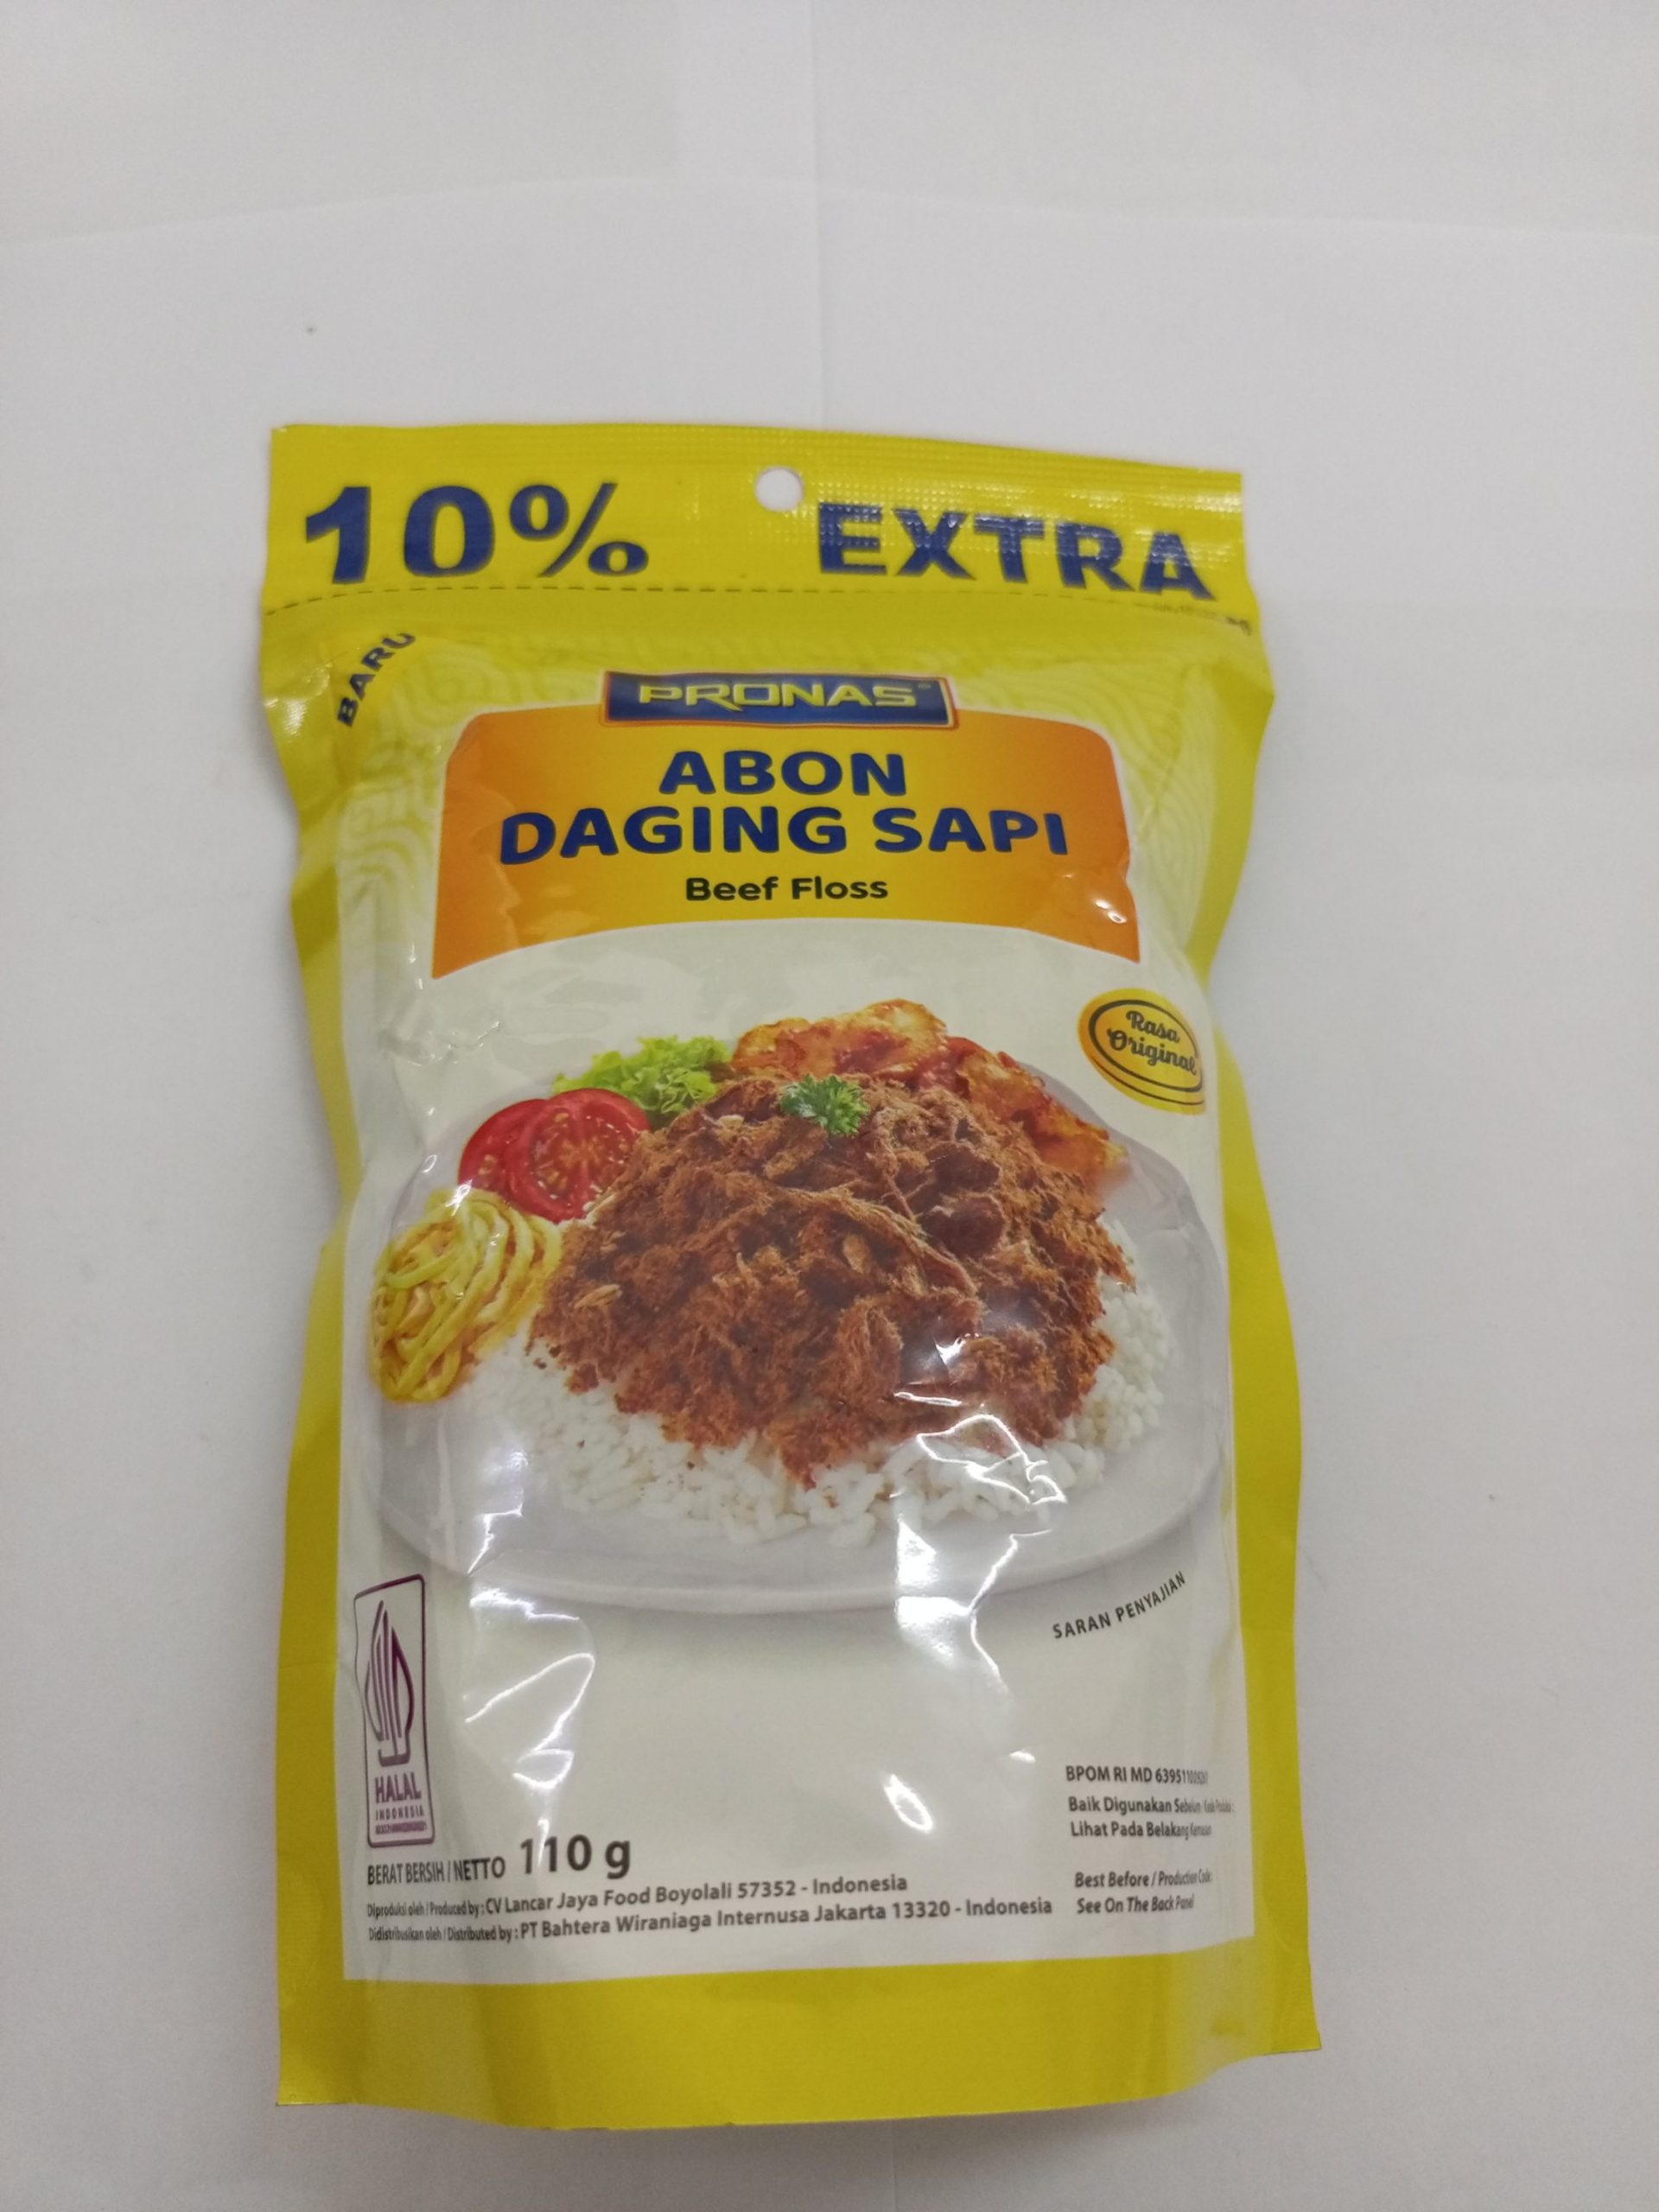 10% EXTRA
BARU
PRONAS®
ABON
DAGING SAPI
Beef Floss
Rasa
Original
SARAN PENYAJIAN
HALAL
INDONESIA
BERAT BERSIH / NETTO 110 g
Diproduksi oleh / Produced by : CV Lancar Jaya Food Boyolali 57352 - Indonesia
Didistribusikan oleh / Distributed by : PT Bahtera Wiraniaga Internusa Jakarta 13320 - Indonesia
BPOM RI MD
Baik Digunakan Sebelum / Kode Produksi :
Lihat Pada Belakang Kemasan
Best Before / Production Code :
See On The Back Panel